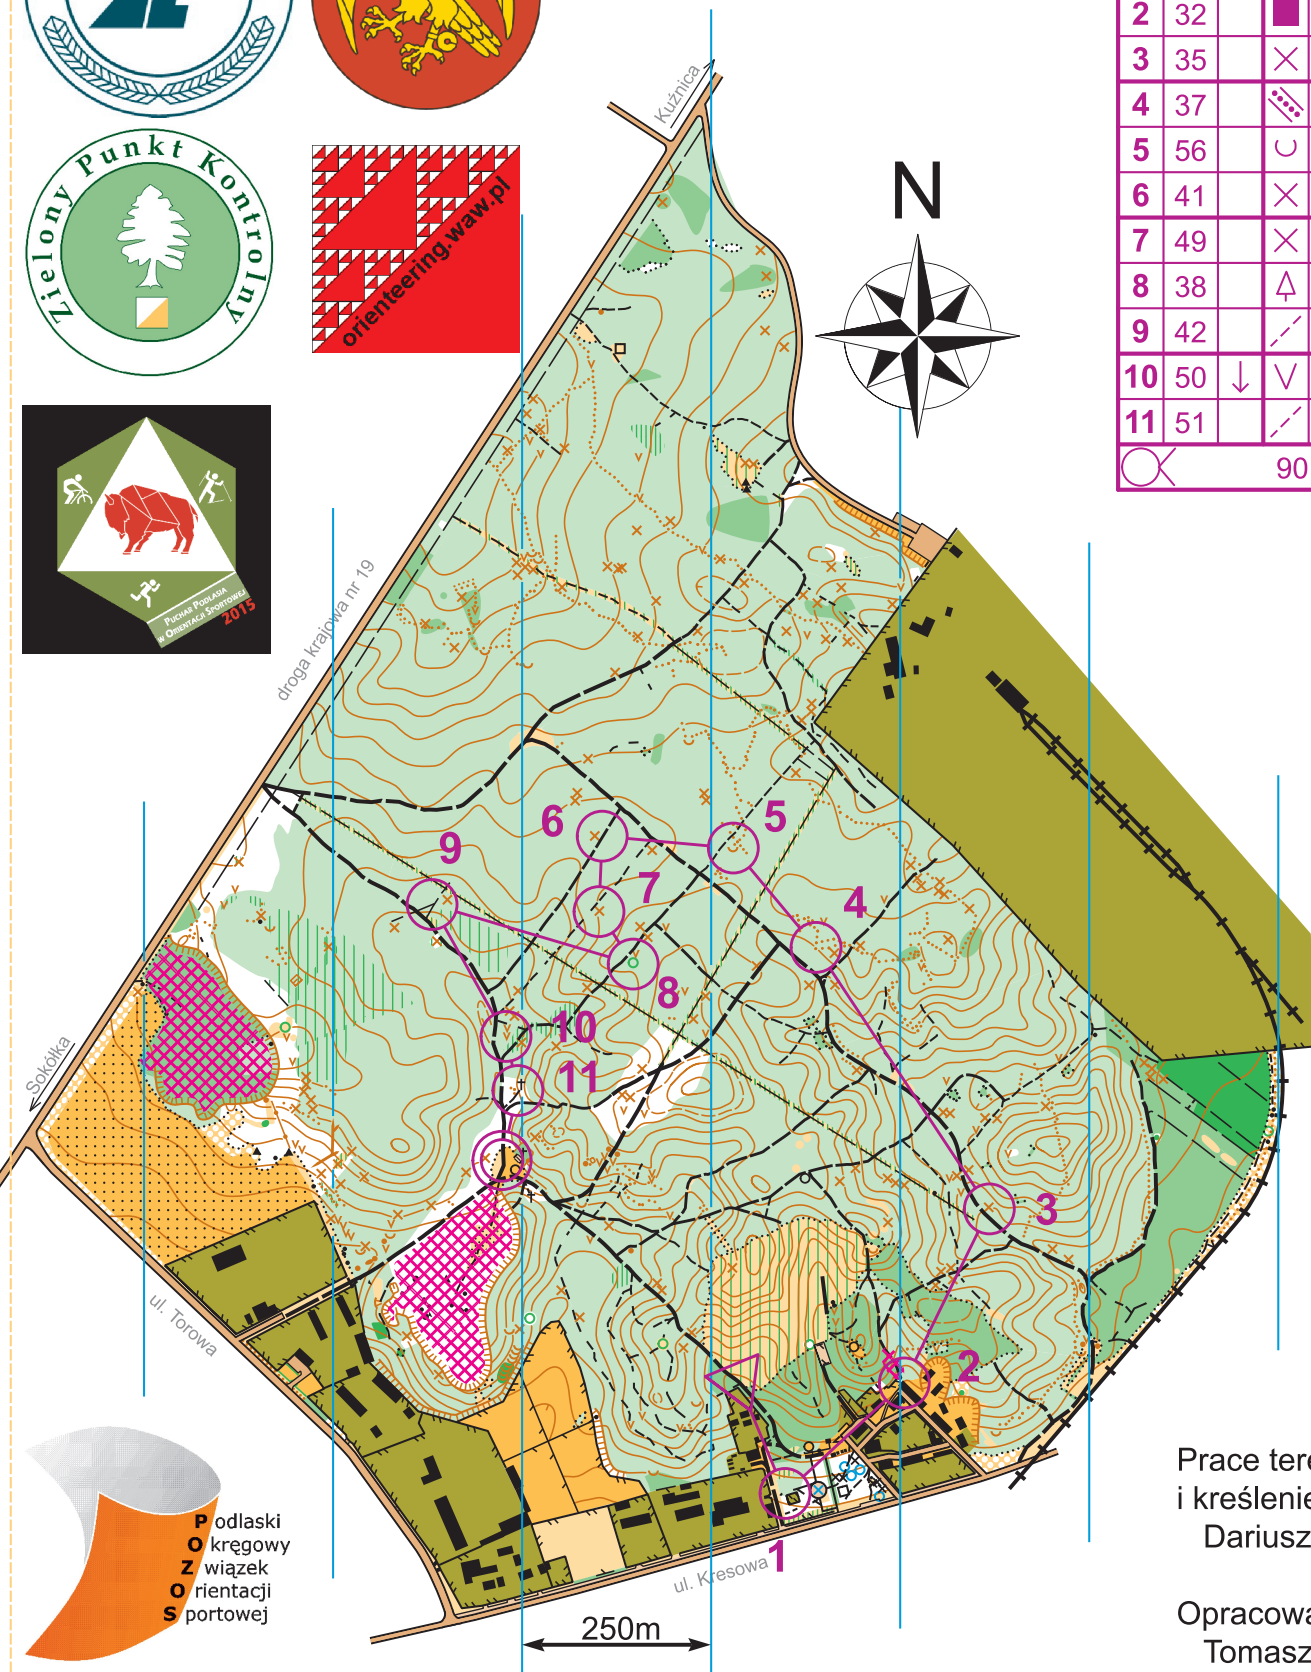 Zielony Punkt Kontrolny
orienteering.waw.pl
PUCHAR PODLASIA
W ORIENTACJI SPORTOWEJ
2015
Kuźnica
N
droga krajowa nr 19
Sokółka
ul. Torowa
ul. Kresowa
250m
1
2
3
4
5
6
7
8
9
10
11
2 32
3 35
4 37
5 56
6 41
7 49
8 38
9 42
10 50
11 51
90
Podlaski
Okręgowy
Związek
Orientacji
Sportowej
Prace tere
i kreślenie
Dariusz
Opracowa
Tomasz